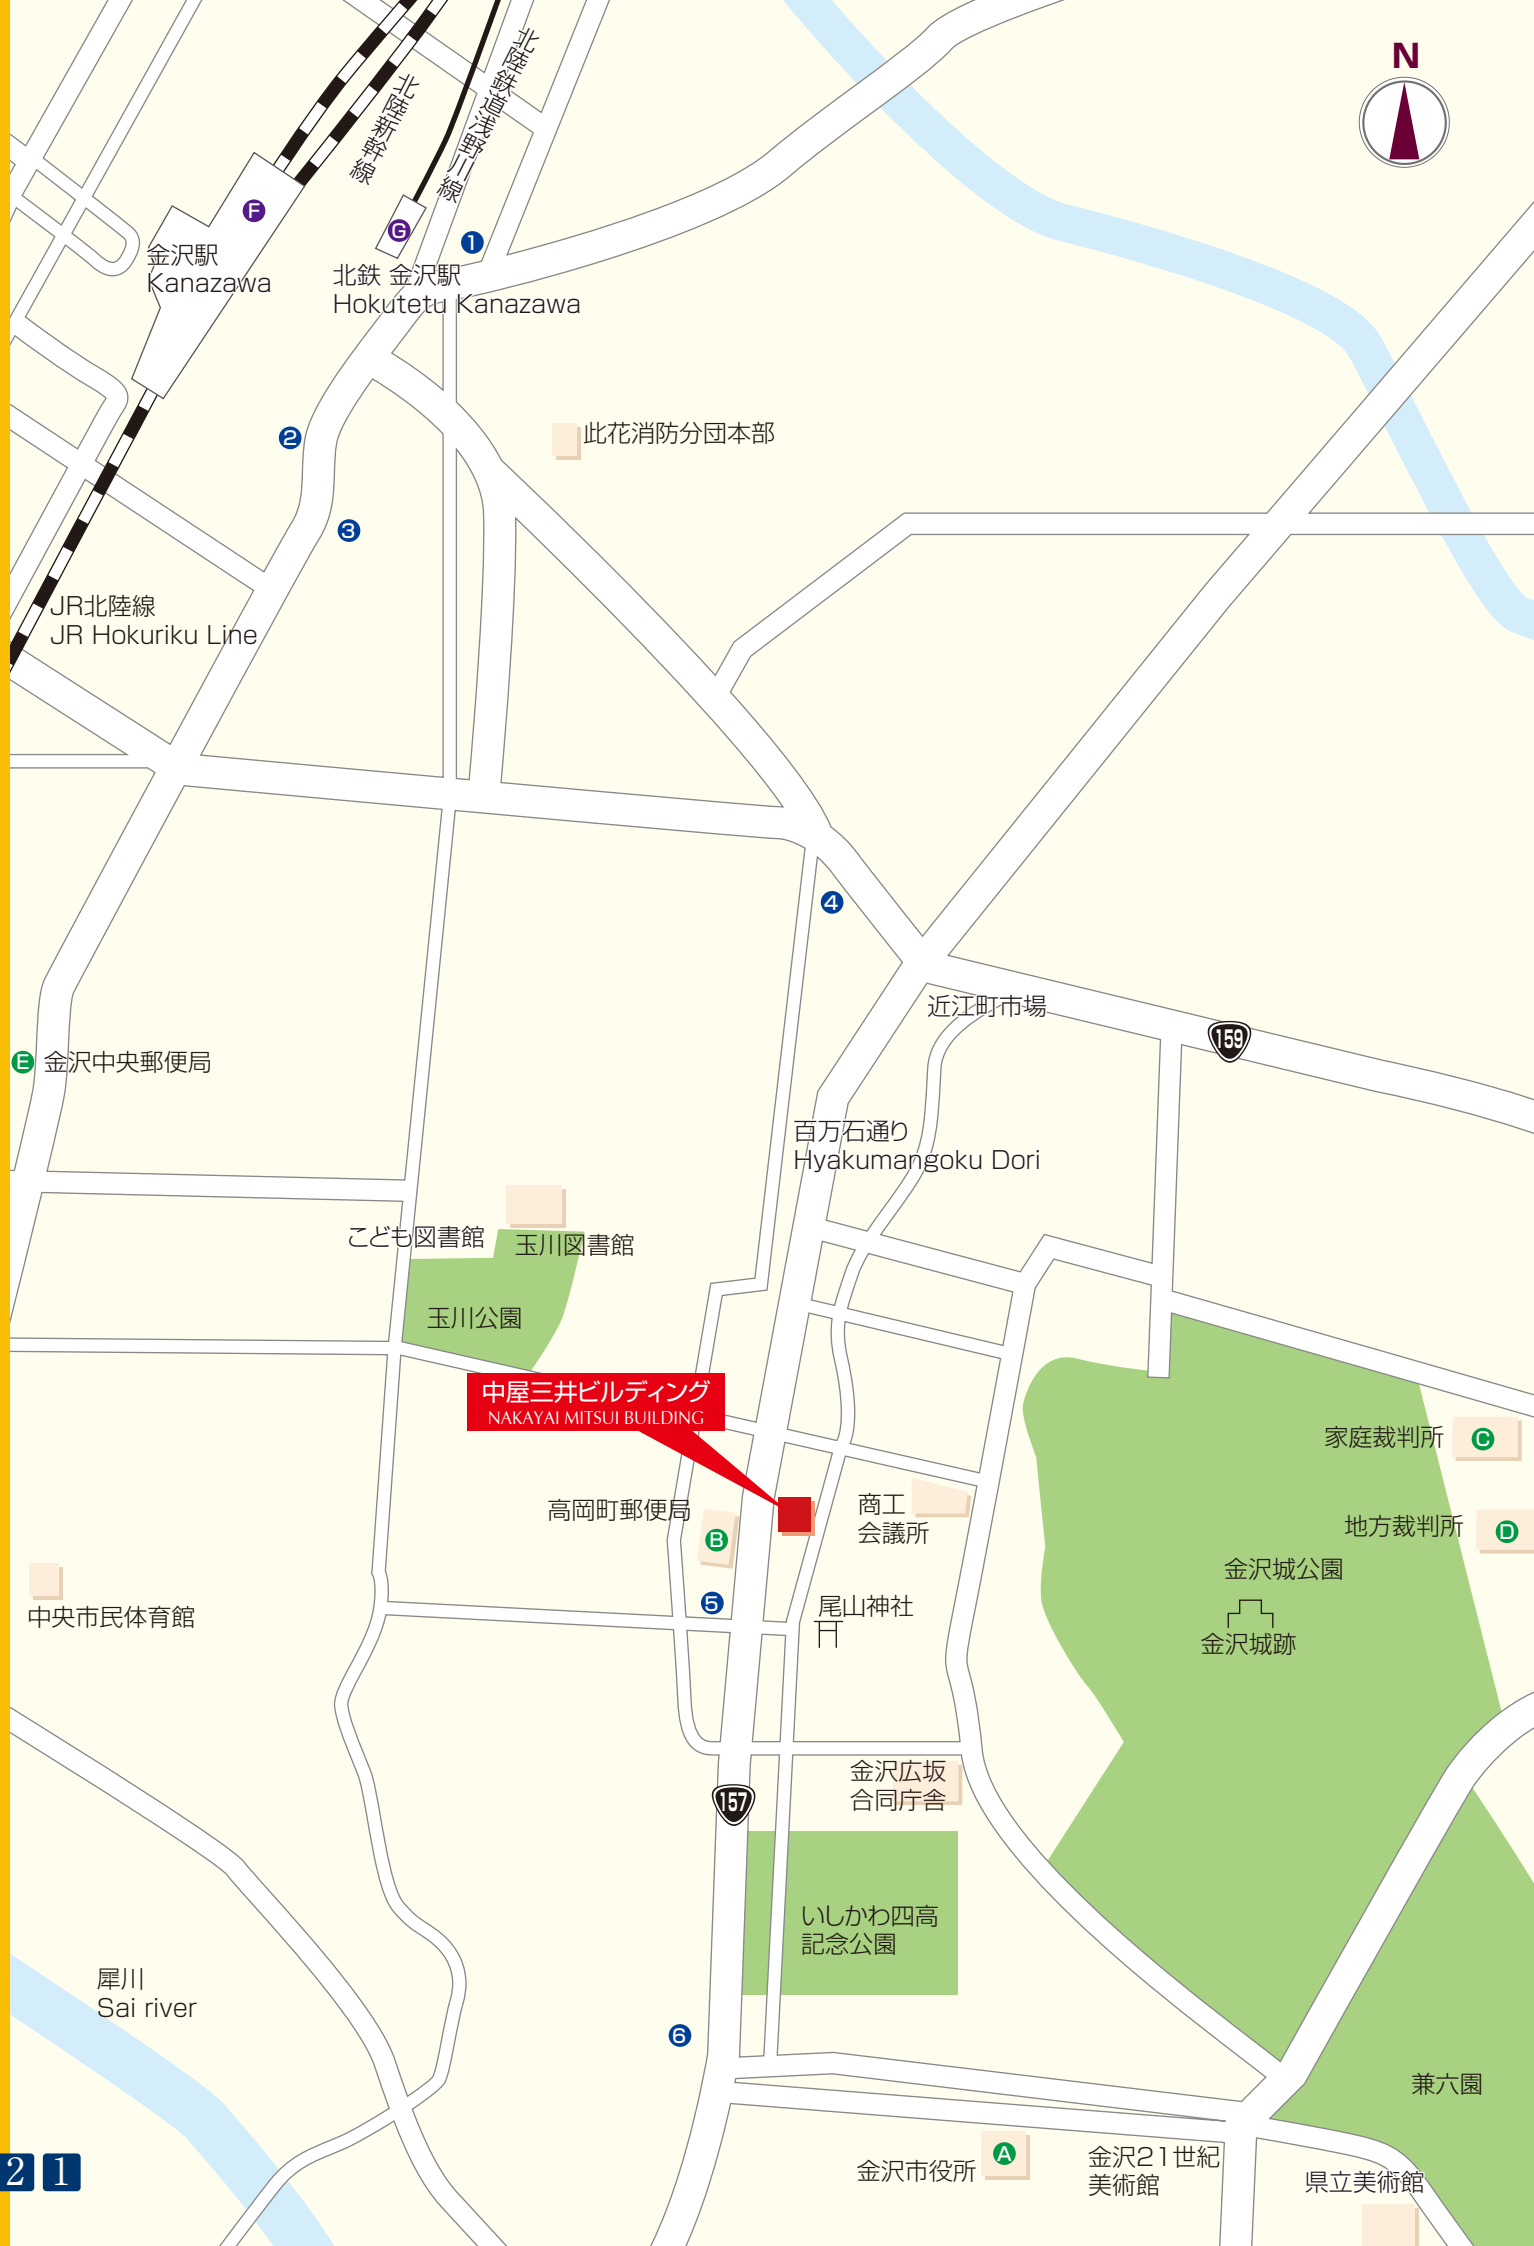 N
北陸鉄道浅野川線
北陸新幹線
F
G
1
金沢駅
Kanazawa
北鉄 金沢駅
Hokutetu Kanazawa
2
此花消防分団本部
3
JR北陸線
JR Hokuriku Line
4
近江町市場
159
E
金沢中央郵便局
百万石通り
Hyakumangoku Dori
こども図書館
玉川図書館
玉川公園
中屋三井ビルディング
NAKAYAI MITSUI BUILDING
家庭裁判所
C
高岡町郵便局
B
商工
会議所
地方裁判所
D
金沢城公園
金沢城跡
5
尾山神社
中央市民体育館
金沢広坂
合同庁舎
157
いしかわ四高
記念公園
犀川
Sai river
6
兼六園
金沢市役所
A
金沢21世紀
美術館
県立美術館
2 1